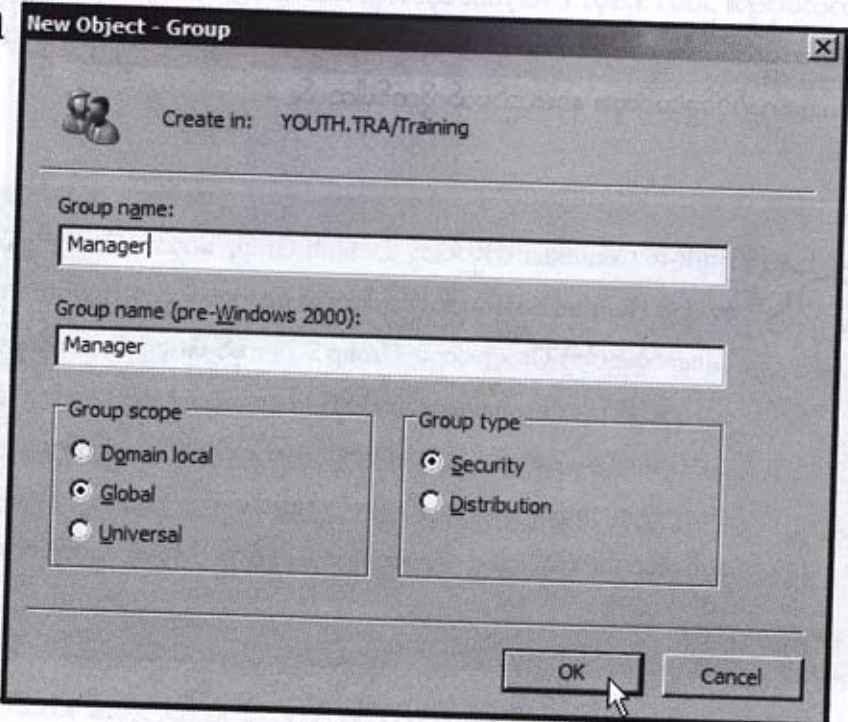 New Object - Group
Create in: YOUTH.TRA/Training
Group name:
Manager
Group name (pre-Windows 2000):
Manager
Group scope
Domain local
Global
Universal
Group type
Security
Distribution
OK
Cancel